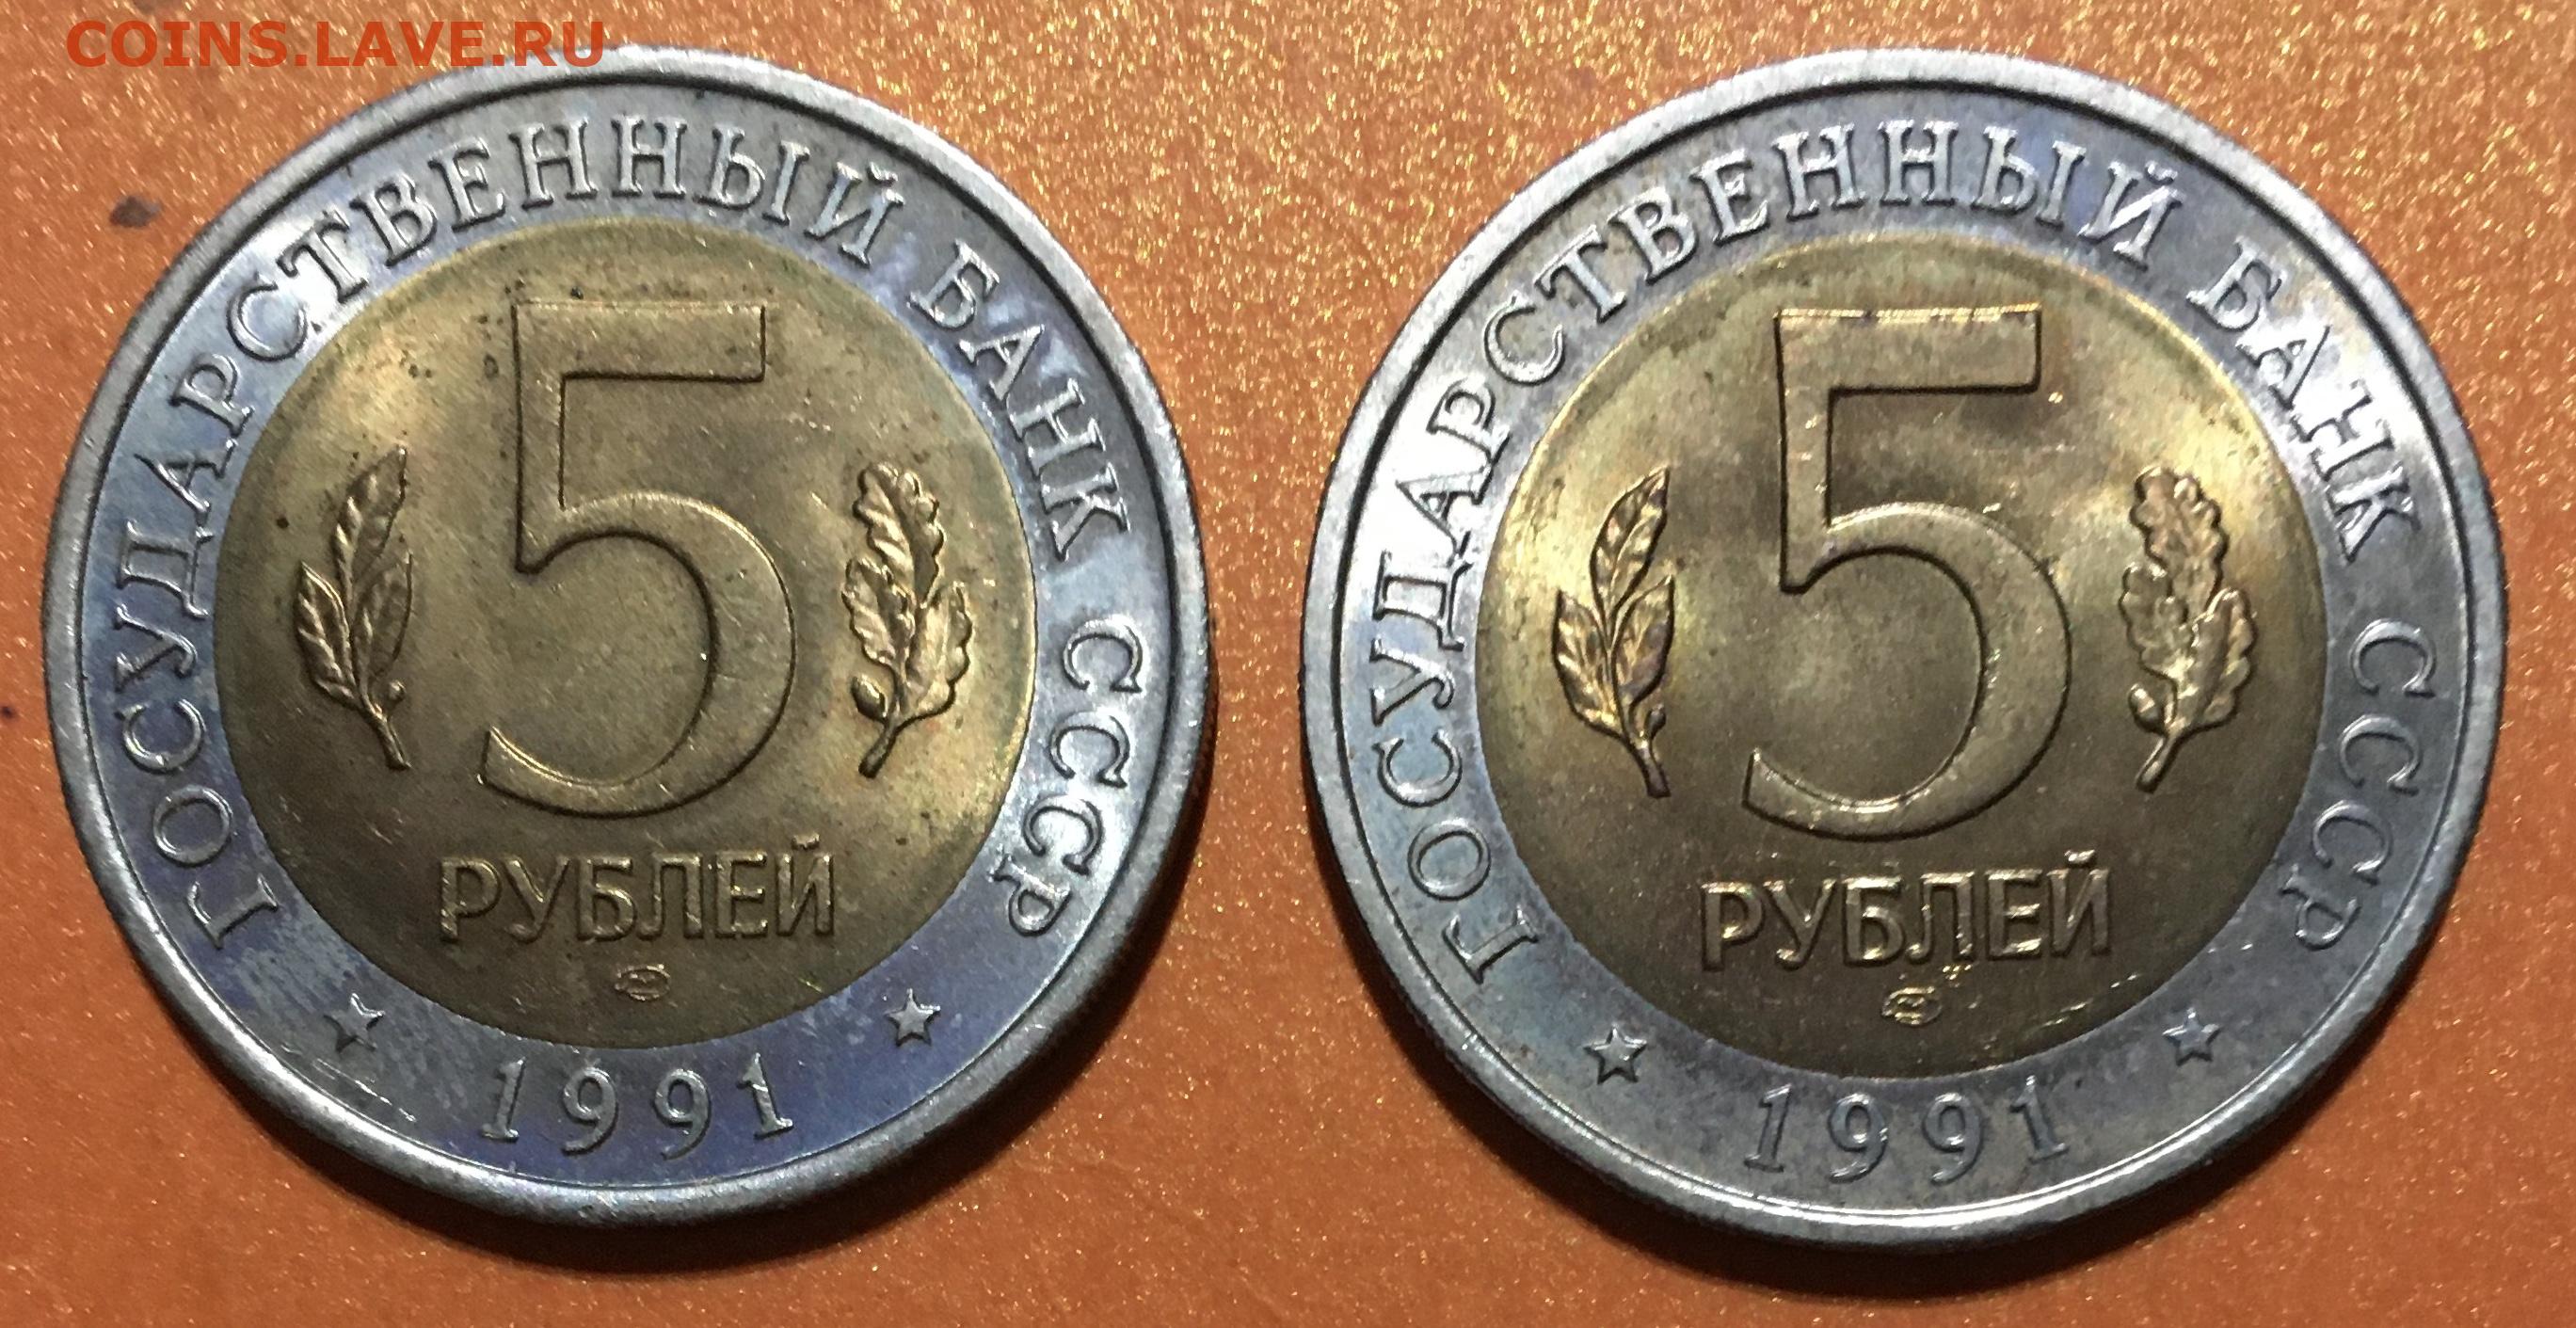 COINS.LAVE.RU
ГОСУДАРСТВЕННЫЙ БАНК СССР
5
РУБЛЕЙ
1991
ГОСУДАРСТВЕННЫЙ БАНК СССР
5
РУБЛЕЙ
1991